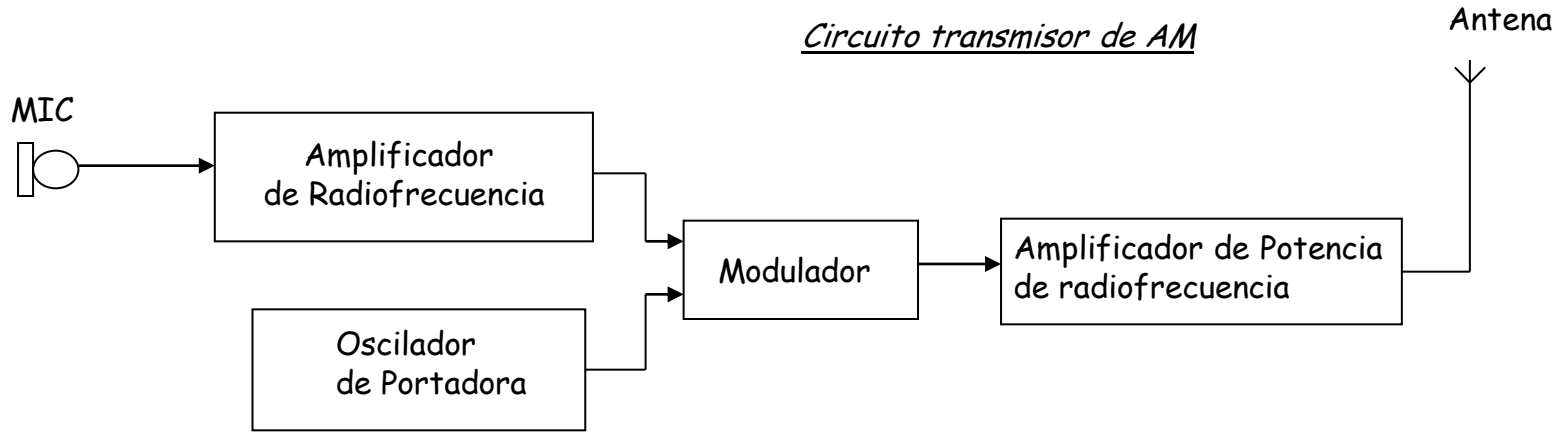 Circuito transmisor de AM
Antena
MIC
Amplificador
de Radiofrecuencia
Modulador
Amplificador de Potencia
de radiofrecuencia
Oscilador
de Portadora